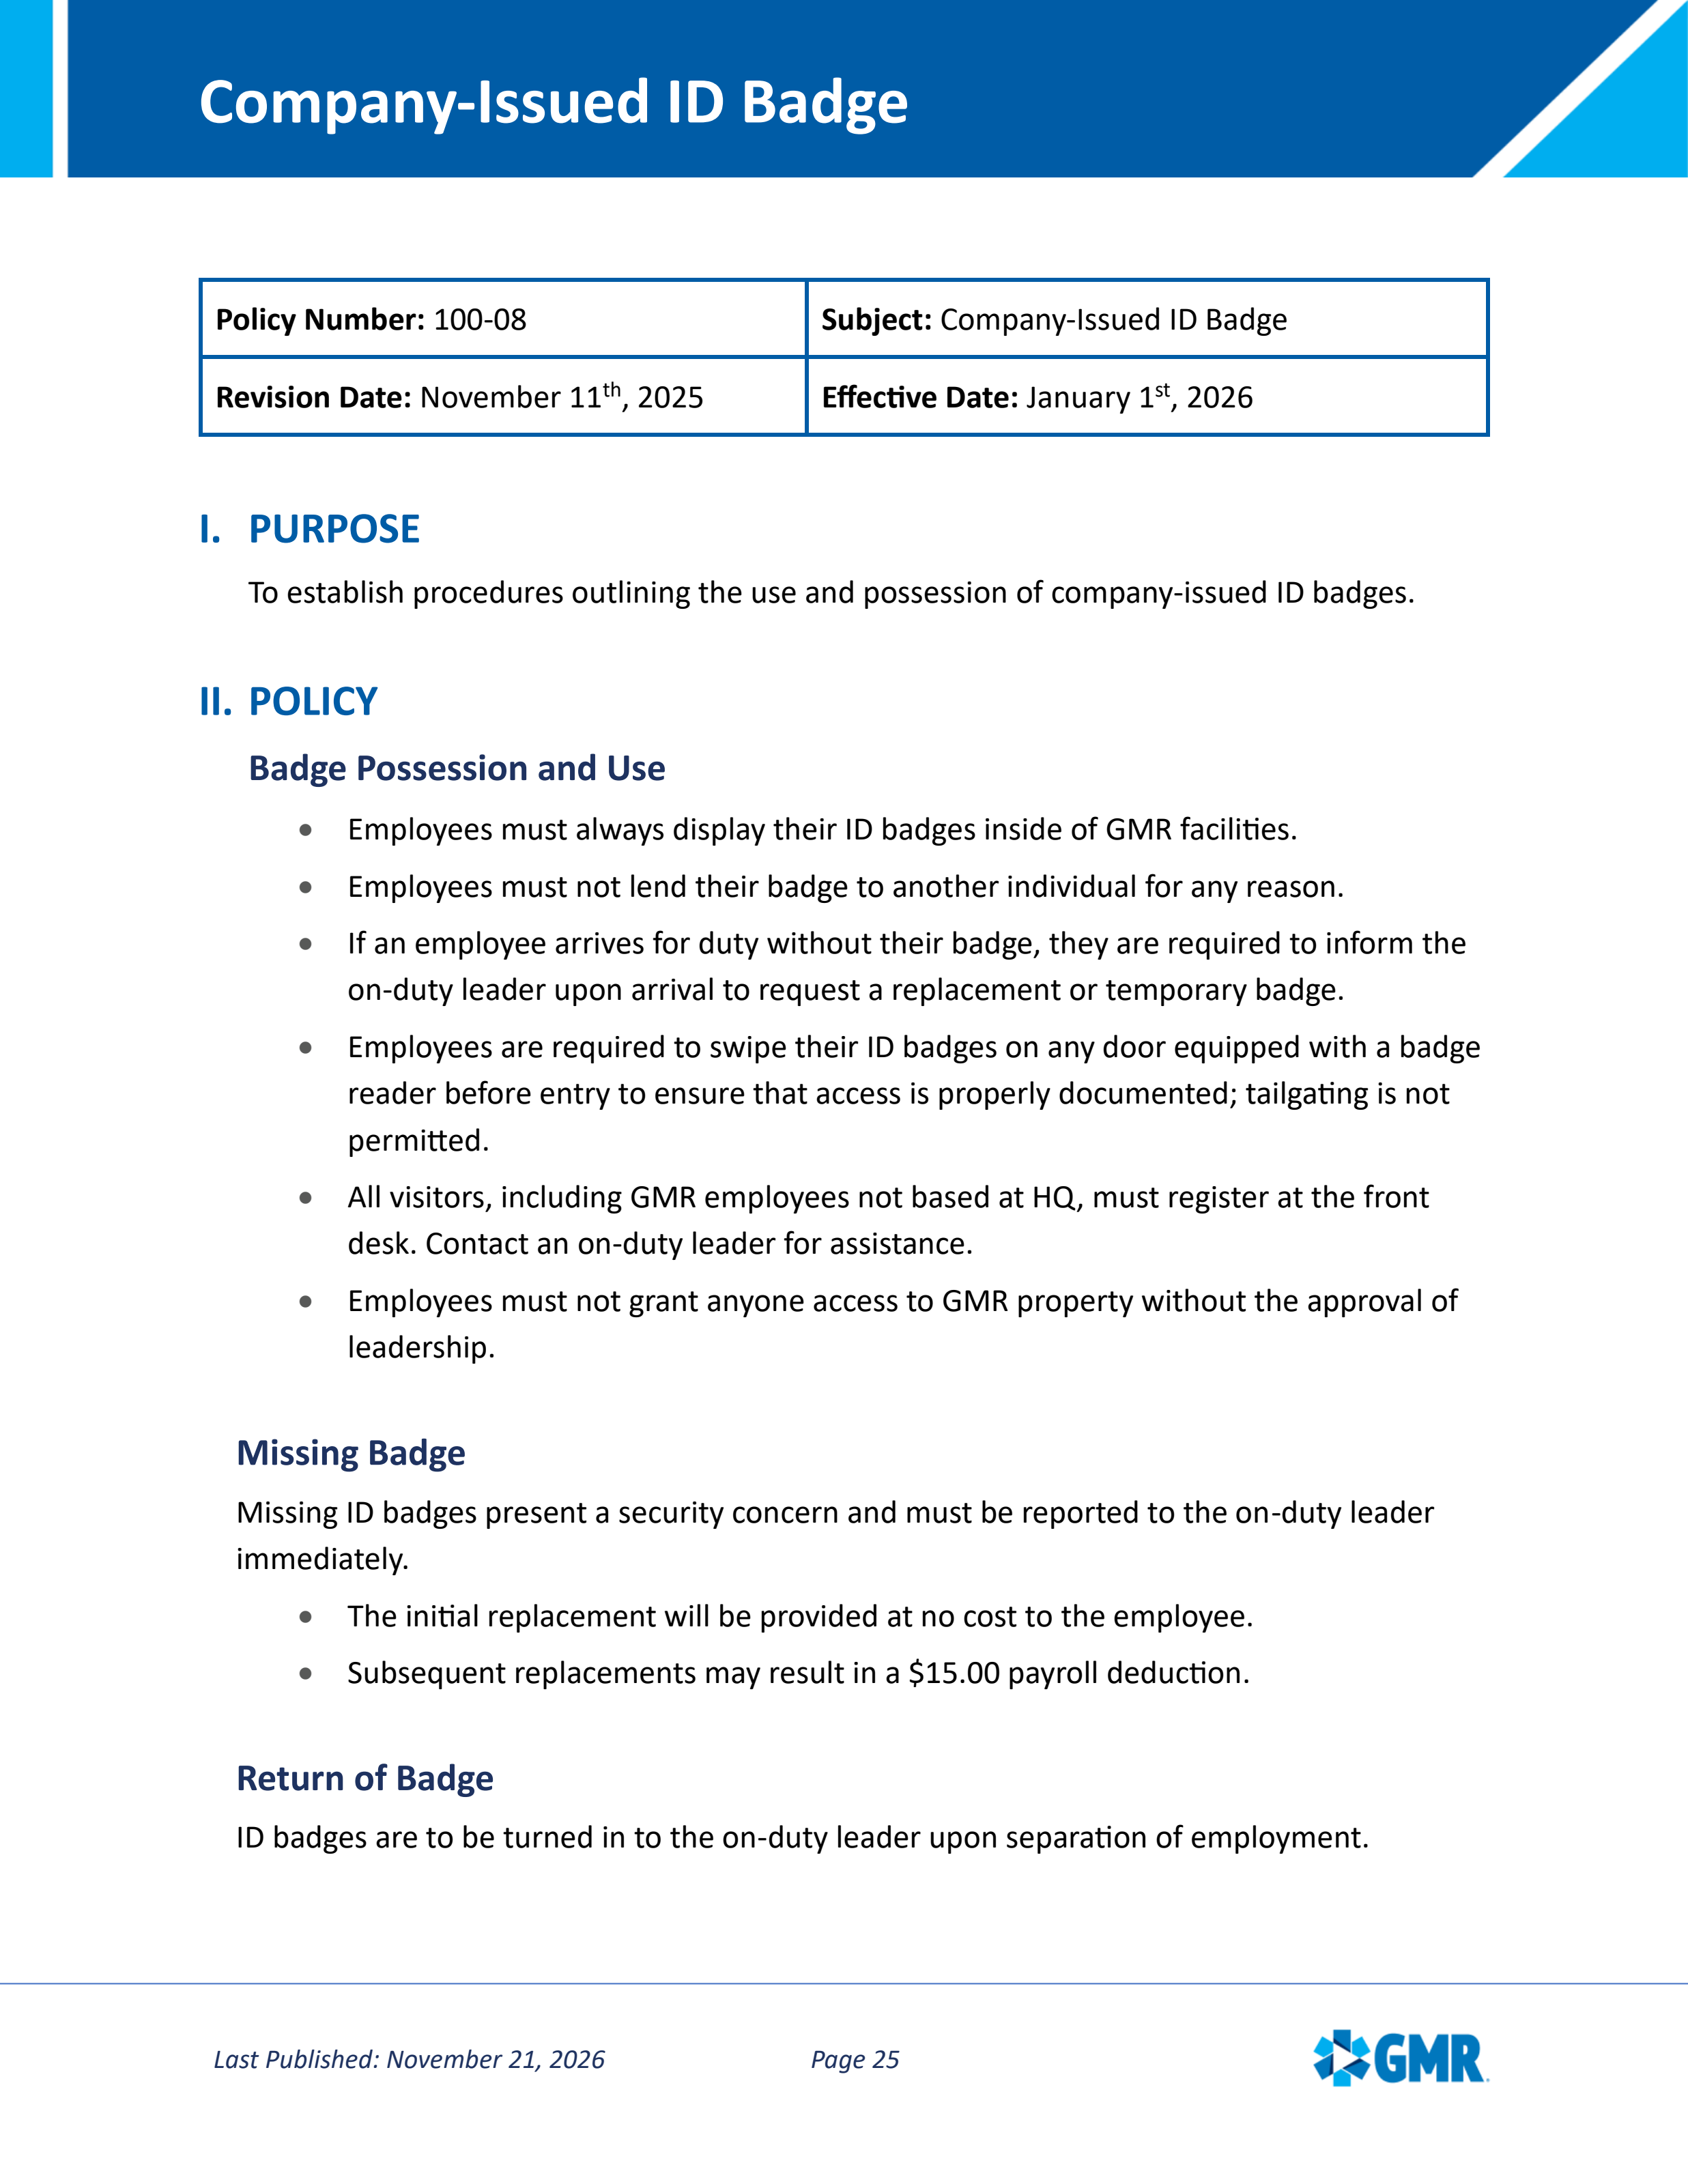 Company-Issued ID Badge
Policy Number: 100-08
Subject: Company-Issued ID Badge
Revision Date: November 11th, 2025
Effective Date: January 1st, 2026
I. PURPOSE
To establish procedures outlining the use and possession of company-issued ID badges.
II. POLICY
Badge Possession and Use
• Employees must always display their ID badges inside of GMR facilities.
• Employees must not lend their badge to another individual for any reason.
• If an employee arrives for duty without their badge, they are required to inform the
on-duty leader upon arrival to request a replacement or temporary badge.
• Employees are required to swipe their ID badges on any door equipped with a badge
reader before entry to ensure that access is properly documented; tailgating is not
permitted.
• All visitors, including GMR employees not based at HQ, must register at the front
desk. Contact an on-duty leader for assistance.
• Employees must not grant anyone access to GMR property without the approval of
leadership.
Missing Badge
Missing ID badges present a security concern and must be reported to the on-duty leader
immediately.
• The initial replacement will be provided at no cost to the employee.
• Subsequent replacements may result in a $15.00 payroll deduction.
Return of Badge
ID badges are to be turned in to the on-duty leader upon separation of employment.
Last Published: November 21, 2026
Page 25
GMR